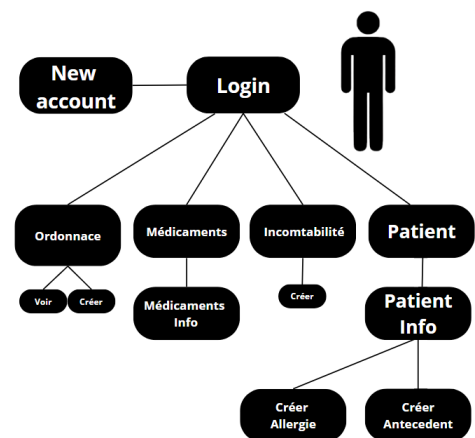 New
account
Login
Ordonnace
Médicaments
Incomtabilité
Patient
Voir
Créer
Médicaments
Info
Créer
Patient
Info
Créer
Allergie
Créer
Antecedent